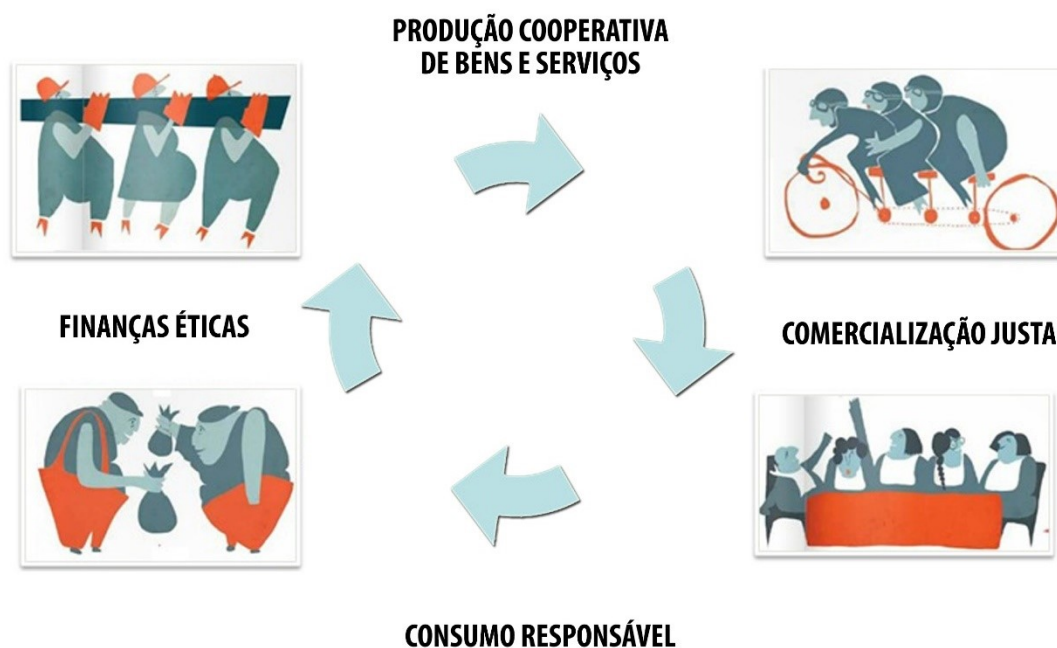 PRODUÇÃO COOPERATIVA
DE BENS E SERVIÇOS
FINANÇAS ÉTICAS
COMERCIALIZAÇÃO JUSTA
CONSUMO RESPONSÁVEL